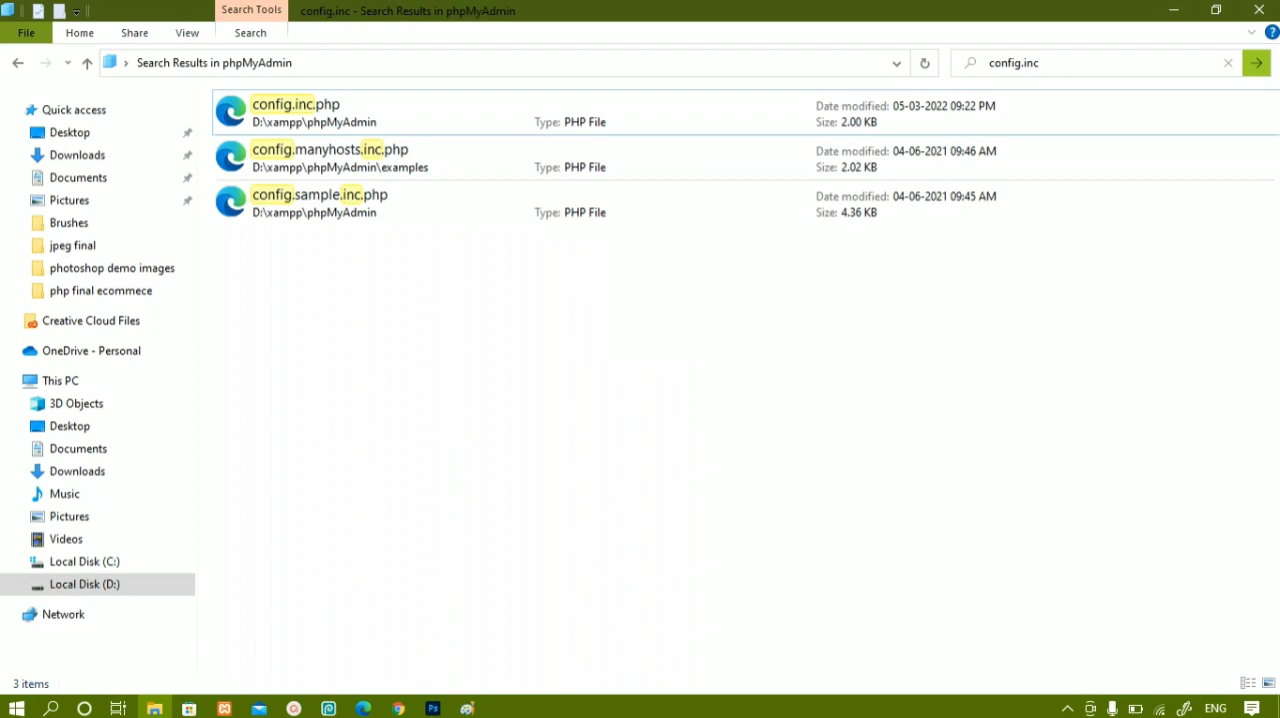 Search Tools
config.inc - Search Results in phpMyAdmin
File
Home
Share
View
Search
Search Results in phpMyAdmin
config.inc
Quick access
Desktop
Downloads
Documents
Pictures
Brushes
jpeg final
photoshop demo images
php final ecommece
Creative Cloud Files
OneDrive - Personal
This PC
3D Objects
Desktop
Documents
Downloads
Music
Pictures
Videos
Local Disk (C:)
Local Disk (D:)
Network
config.inc.php
D:\xampp\phpMyAdmin
Type: PHP File
Date modified: 05-03-2022 09:22 PM
Size: 2.00 KB
config.manyhosts.inc.php
D:\xampp\phpMyAdmin\examples
Type: PHP File
Date modified: 04-06-2021 09:46 AM
Size: 2.02 KB
config.sample.inc.php
D:\xampp\phpMyAdmin
Type: PHP File
Date modified: 04-06-2021 09:45 AM
Size: 4.36 KB
3 items
Ps
ENG